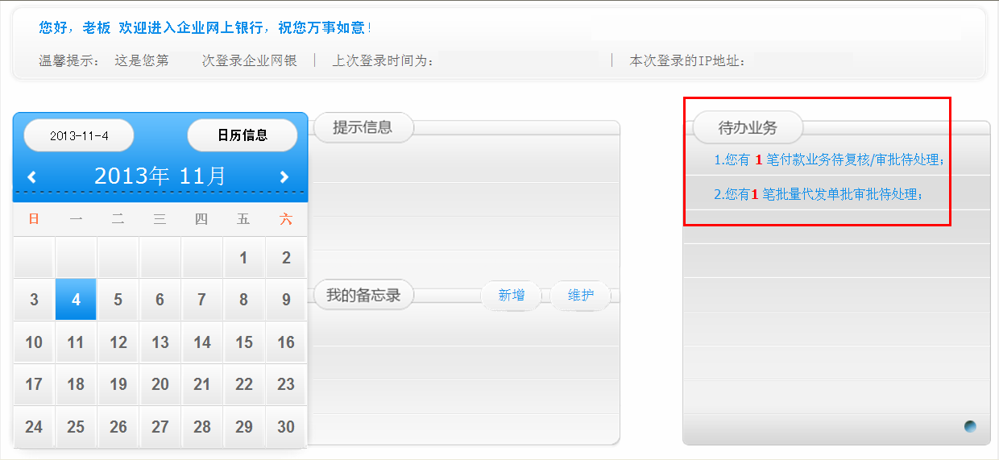 您好，老板 欢迎进入企业网上银行，祝您万事如意！
温馨提示： 这是您第 次登录企业网银 | 上次登录时间为： | 本次登录的IP地址：
2013-11-4 日历信息
2013年 11月
日 一 二 三 四 五 六
1 2
3 4 5 6 7 8 9
10 11 12 13 14 15 16
17 18 19 20 21 22 23
24 25 26 27 28 29 30
提示信息
我的备忘录 新增 维护
待办业务
1.您有 1 笔付款业务待复核/审批待处理；
2.您有1 笔批量代发单批审批待处理；